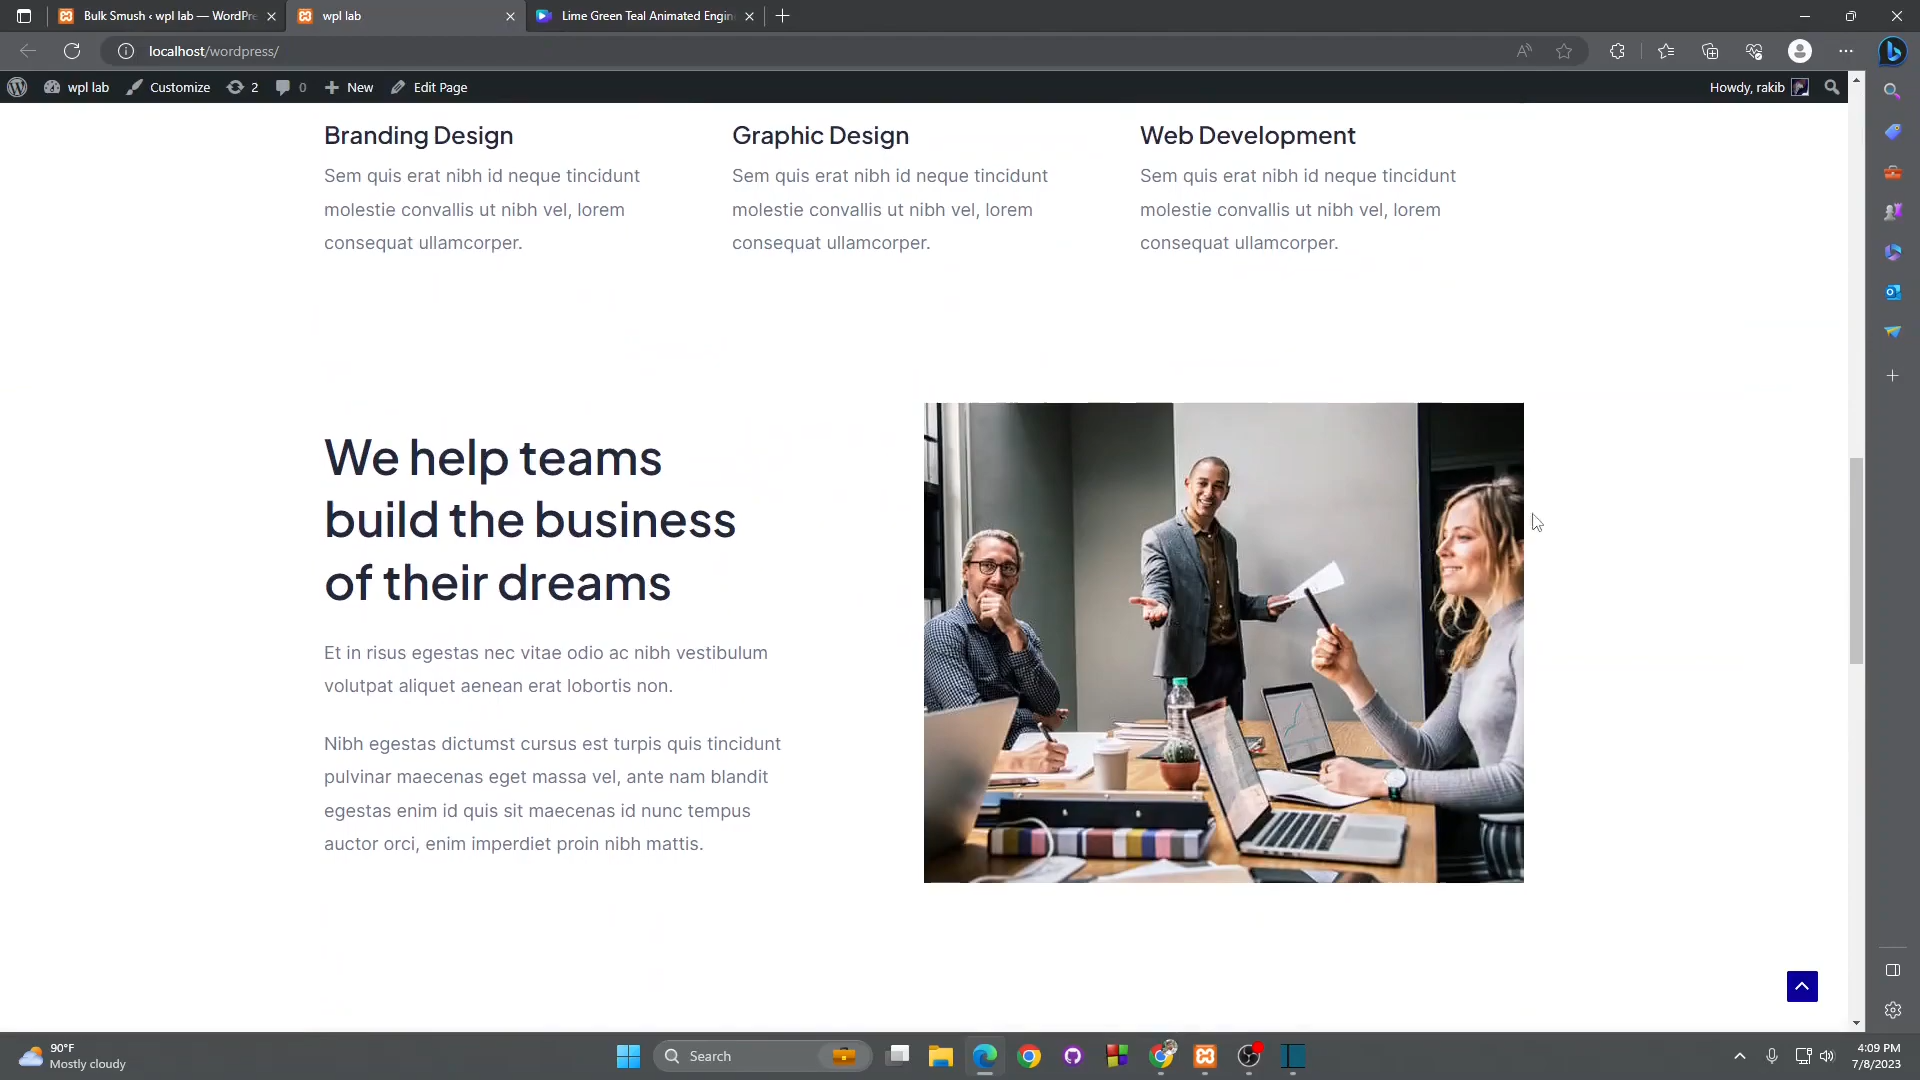 Bulk Smush ‹ wpl lab — WordPre
wpl lab
Lime Green Teal Animated Engin
localhost/wordpress/
wpl lab
Customize
2
0
New
Edit Page
Howdy, rakib
Branding Design
Sem quis erat nibh id neque tincidunt
molestie convallis ut nibh vel, lorem
consequat ullamcorper.
Graphic Design
Sem quis erat nibh id neque tincidunt
molestie convallis ut nibh vel, lorem
consequat ullamcorper.
Web Development
Sem quis erat nibh id neque tincidunt
molestie convallis ut nibh vel, lorem
consequat ullamcorper.
We help teams
build the business
of their dreams
Et in risus egestas nec vitae odio ac nibh vestibulum
volutpat aliquet aenean erat lobortis non.
Nibh egestas dictumst cursus est turpis quis tincidunt
pulvinar maecenas eget massa vel, ante nam blandit
egestas enim id quis sit maecenas id nunc tempus
auctor orci, enim imperdiet proin nibh mattis.
90°F
Mostly cloudy
Search
4:09 PM
7/8/2023